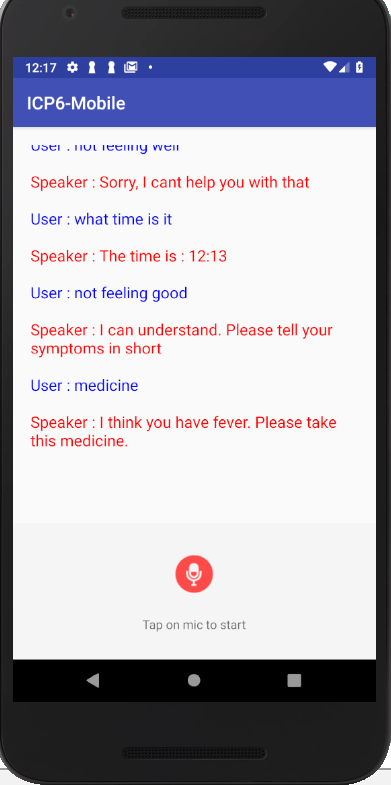 12:17
ICP6-Mobile
User : not feeling well
Speaker : Sorry, I cant help you with that
User : what time is it
Speaker : The time is : 12:13
User : not feeling good
Speaker : I can understand. Please tell your
symptoms in short
User : medicine
Speaker : I think you have fever. Please take
this medicine.
Tap on mic to start